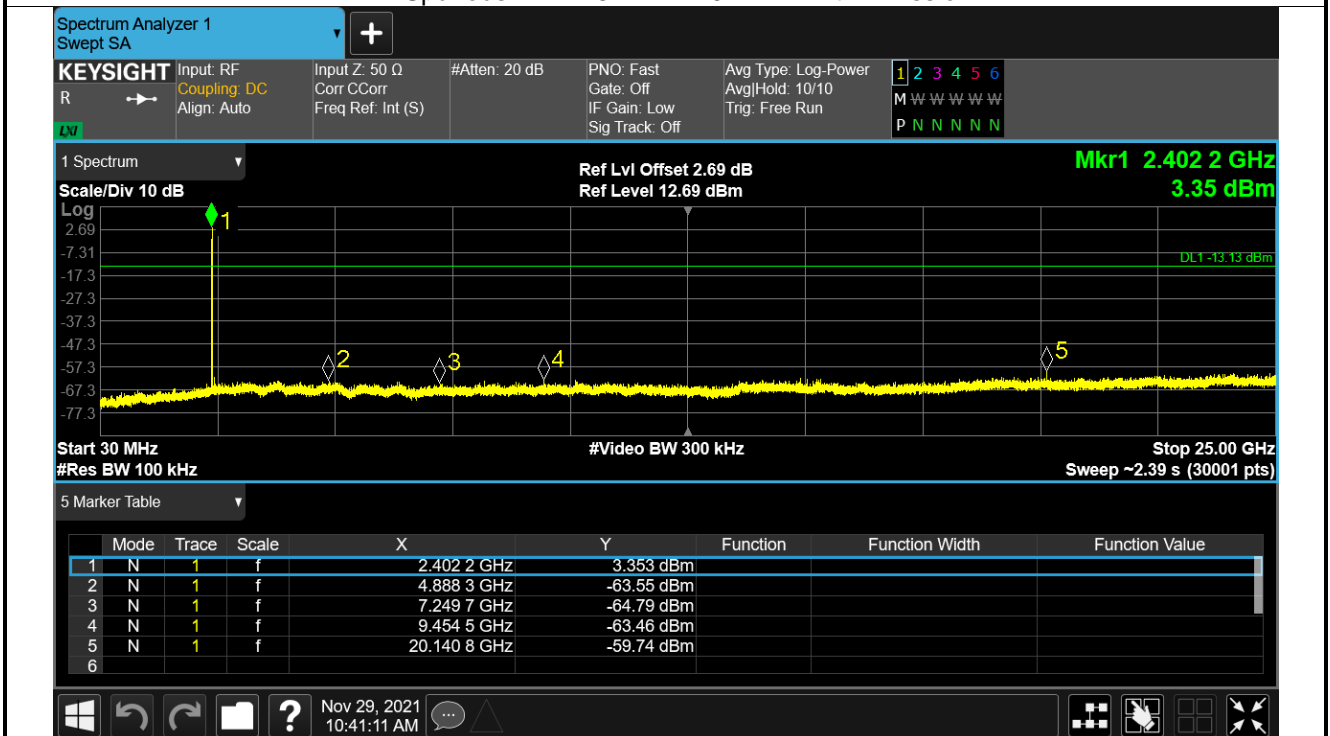 Spectrum Analyzer 1
Swept SA
+
KEYSIGHT Input: RF Input Z: 50 Ω #Atten: 20 dB PNO: Fast Avg Type: Log-Power 1 2 3 4 5 6
R Coupling: DC Corr CCorr Gate: Off Avg|Hold: 10/10 M W W W W W
Align: Auto Freq Ref: Int (S) IF Gain: Low Trig: Free Run
LXI Sig Track: Off P N N N N N
1 Spectrum Ref Lvl Offset 2.69 dB Mkr1 2.402 2 GHz
Scale/Div 10 dB Ref Level 12.69 dBm 3.35 dBm
Log
1
2.69
-7.31
DL1 -13.13 dBm
-17.3
-27.3
-37.3
-47.3
2 3 4 5
-57.3
-67.3
-77.3
Start 30 MHz #Video BW 300 kHz Stop 25.00 GHz
#Res BW 100 kHz Sweep ~2.39 s (30001 pts)
5 Marker Table
Mode Trace Scale X Y Function Function Width Function Value
1 N 1 f 2.402 2 GHz 3.353 dBm
2 N 1 f 4.888 3 GHz -63.55 dBm
3 N 1 f 7.249 7 GHz -64.79 dBm
4 N 1 f 9.454 5 GHz -63.46 dBm
5 N 1 f 20.140 8 GHz -59.74 dBm
6
? Nov 29, 2021
10:41:11 AM